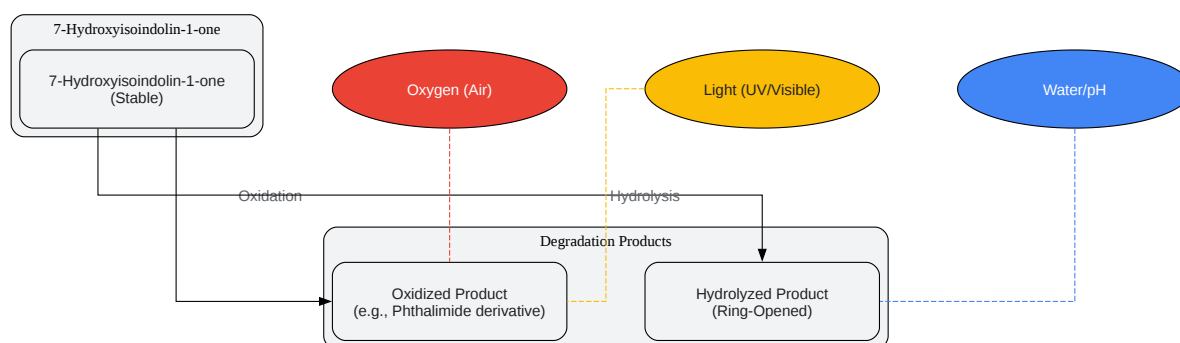 7-Hydroxyisoindolin-1-one
7-Hydroxyisoindolin-1-one
(Stable)
Oxygen (Air)
Light (UV/Visible)
Water/pH
Oxidation
Hydrolysis
Degradation Products
Oxidized Product
(e.g., Phthalimide derivative)
Hydrolyzed Product
(Ring-Opened)